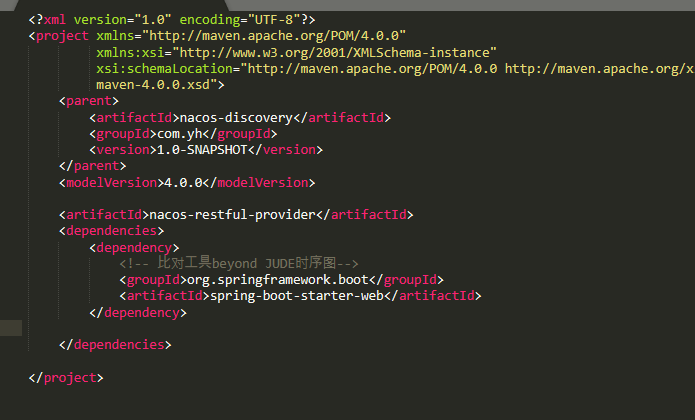 <?xml version="1.0" encoding="UTF-8"?>
<project xmlns="http://maven.apache.org/POM/4.0.0"
xmlns:xsi="http://www.w3.org/2001/XMLSchema-instance"
xsi:schemaLocation="http://maven.apache.org/POM/4.0.0 http://maven.apache.org/x
maven-4.0.0.xsd">
<parent>
<artifactId>nacos-discovery</artifactId>
<groupId>com.yh</groupId>
<version>1.0-SNAPSHOT</version>
</parent>
<modelVersion>4.0.0</modelVersion>
<artifactId>nacos-restful-provider</artifactId>
<dependencies>
<dependency>
<!-- 比对工具beyond JUDE时序图-->
<groupId>org.springframework.boot</groupId>
<artifactId>spring-boot-starter-web</artifactId>
</dependency>
</dependencies>
</project>